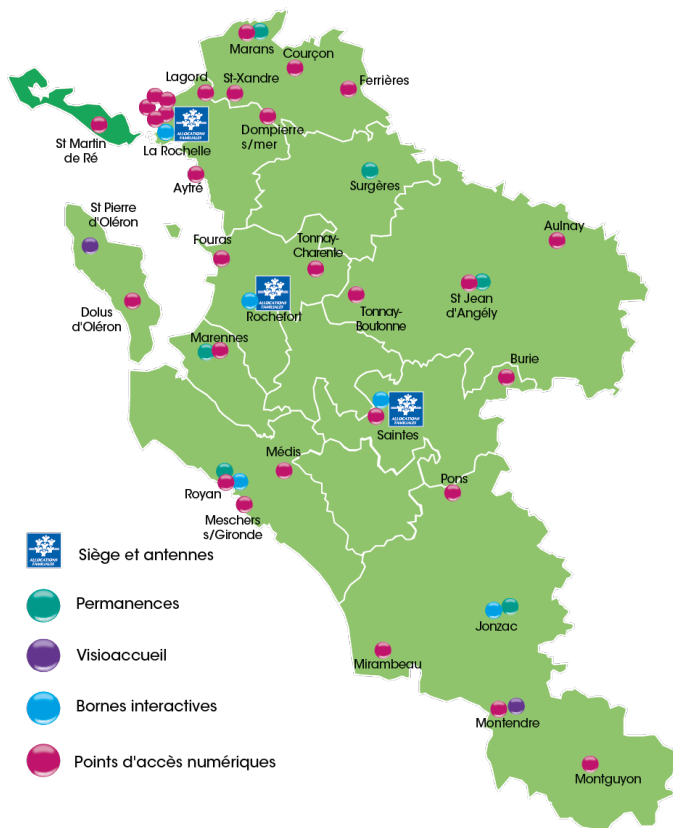 Marans
Courçon
Lagord
St-Xandre
Ferrières
Dompierre
s/mer
St Martin
de Ré
ALLOCATIONS
FAMILIALES
La Rochelle
Aytré
Surgères
St Pierre
d'Oléron
Aulnay
Fouras
Tonnay-
Charente
ALLOCATIONS
FAMILIALES
Rochefort
Tonnay-
Boutonne
St Jean
d'Angély
Dolus
d'Oléron
Marennes
Burie
ALLOCATIONS
FAMILIALES
Saintes
Médis
Royan
Pons
Meschers
s/Gironde
ALLOCATIONS
FAMILIALES
Siège et antennes
Permanences
Jonzac
Visioaccueil
Mirambeau
Bornes interactives
Montendre
Points d'accès numériques
Montguyon